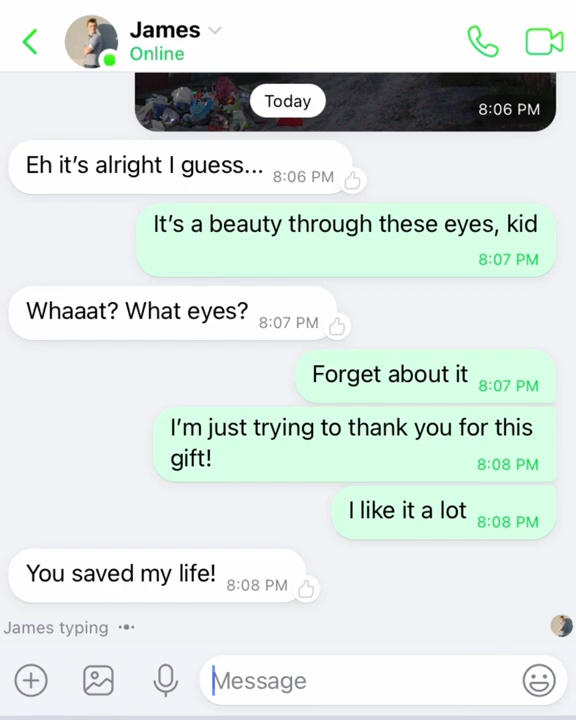 James
Online
Today
8:06 PM
Eh it’s alright I guess... 8:06 PM
It’s a beauty through these eyes, kid
8:07 PM
Whaaat? What eyes? 8:07 PM
Forget about it 8:07 PM
I’m just trying to thank you for this
gift! 8:08 PM
I like it a lot 8:08 PM
You saved my life! 8:08 PM
James typing
Message